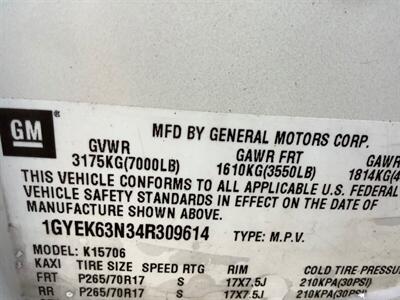 GM
MFD BY GENERAL MOTORS CORP.
GVWR GAWR FRT GAWR
3175KG(7000LB) 1610KG(3550LB) 1814KG(4
THIS VEHICLE CONFORMS TO ALL APPLICABLE U.S. FEDERAL
VEHICLE SAFETY STANDARDS IN EFFECT ON THE DATE OF
MANUFACTURE SHOWN ABOVE.
1GYEK63N34R309614 TYPE: M.P.V.
MODEL: K15706
KAXI TIRE SIZE SPEED RTG RIM COLD TIRE PRESSU
FRT P265/70R17 S 17X7.5J 210KPA(30PSI)
RR P265/70R17 S 17X7.5J 210KPA(30PSI)